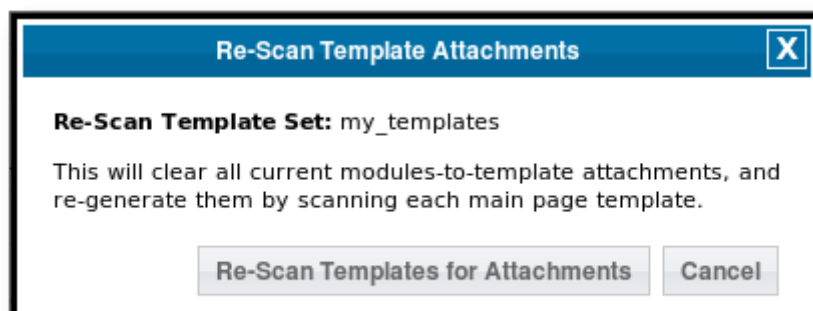 Re-Scan Template Attachments X
Re-Scan Template Set: my_templates
This will clear all current modules-to-template attachments, and
re-generate them by scanning each main page template.
Re-Scan Templates for Attachments Cancel